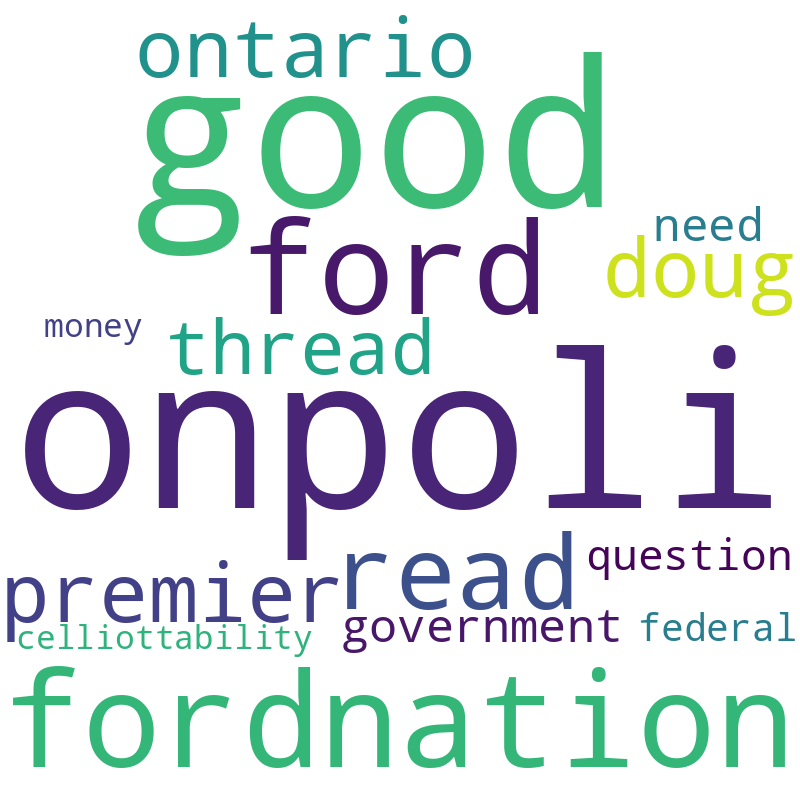 ontario
good
need
ford
doug
money
thread
onpoli
premier
read
question
celliottability
government
federal
fordnation